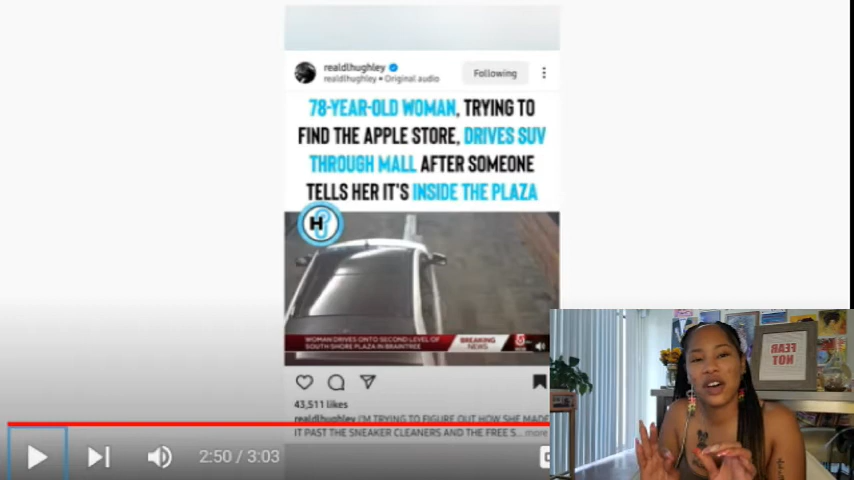 realdlhughley
realdlhughley • Original audio
Following
78-YEAR-OLD WOMAN, TRYING TO
FIND THE APPLE STORE, DRIVES SUV
THROUGH MALL AFTER SOMEONE
TELLS HER IT'S INSIDE THE PLAZA
H
WOMAN DRIVES ONTO SECOND LEVEL OF
SOUTH SHORE PLAZA IN BRAINTREE
BREAKING
NEWS
5
43,511 likes
realdlhughley I'M TRYING TO FIGURE OUT HOW SHE MADE
IT PAST THE SNEAKER CLEANERS AND THE FREE S... more
2:50 / 3:03
FEAR
NOT